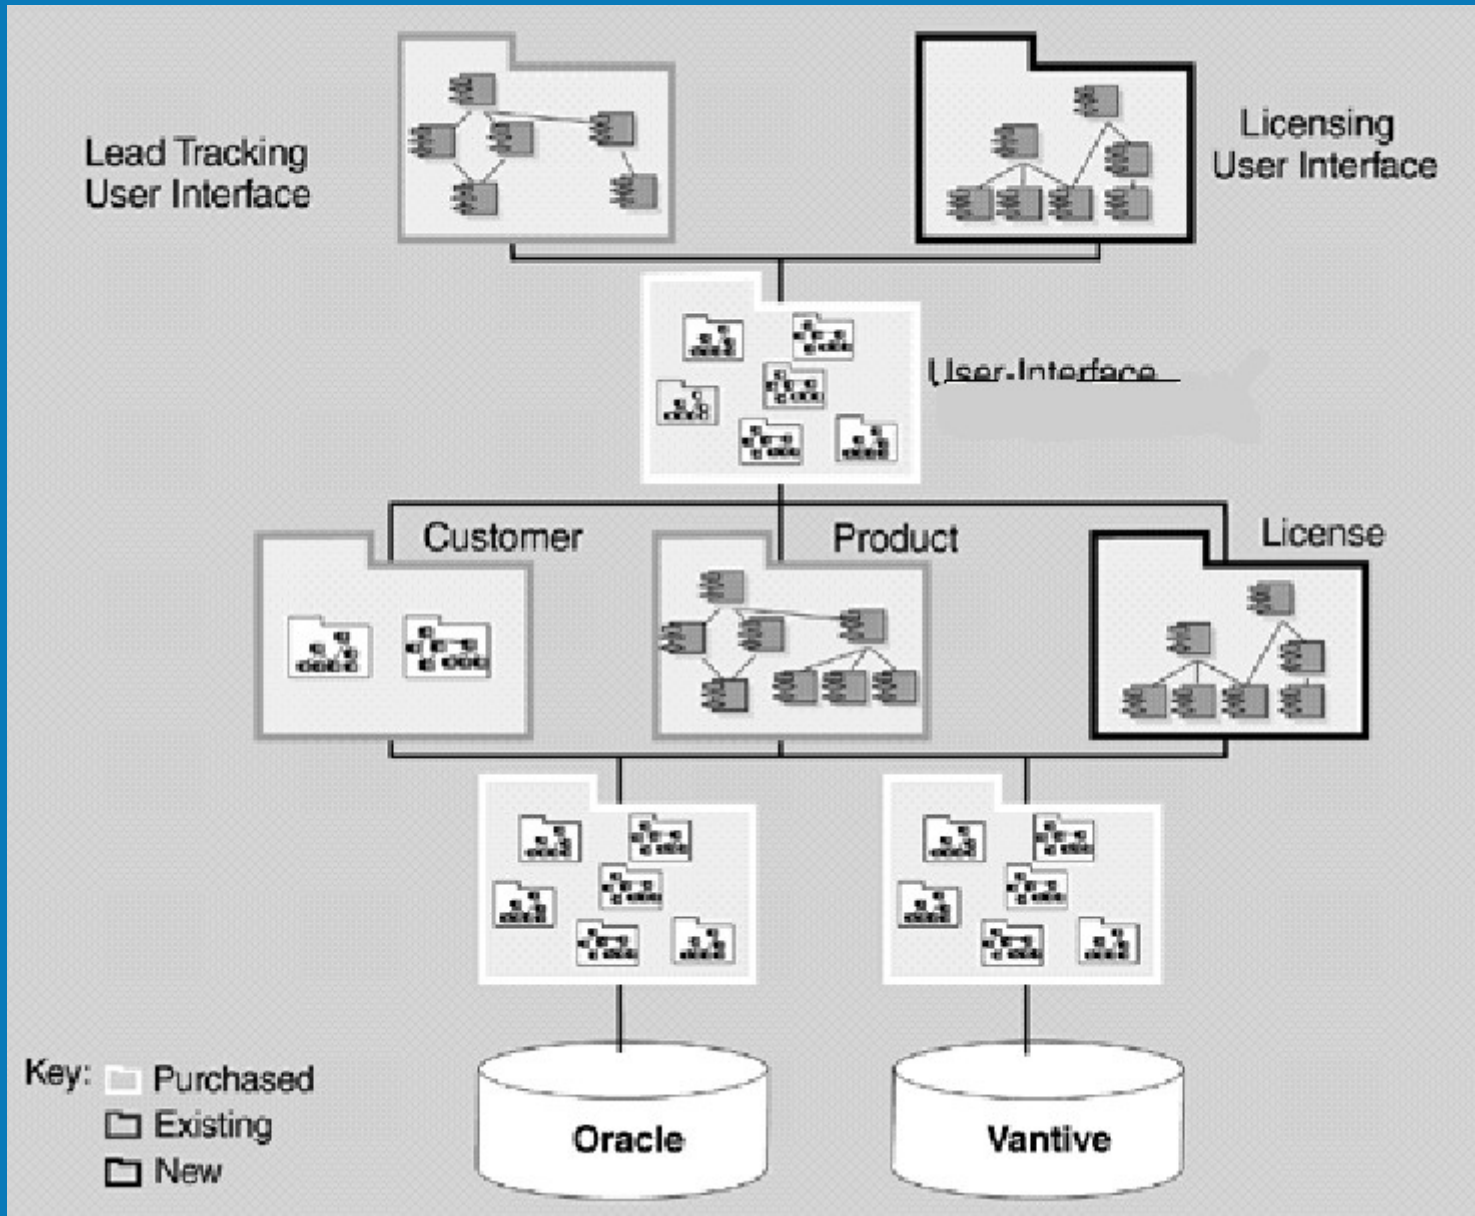 Lead Tracking
User Interface
Licensing
User Interface
User-Interface
Customer
Product
License
Key:
Purchased
Existing
New
Oracle
Vantive